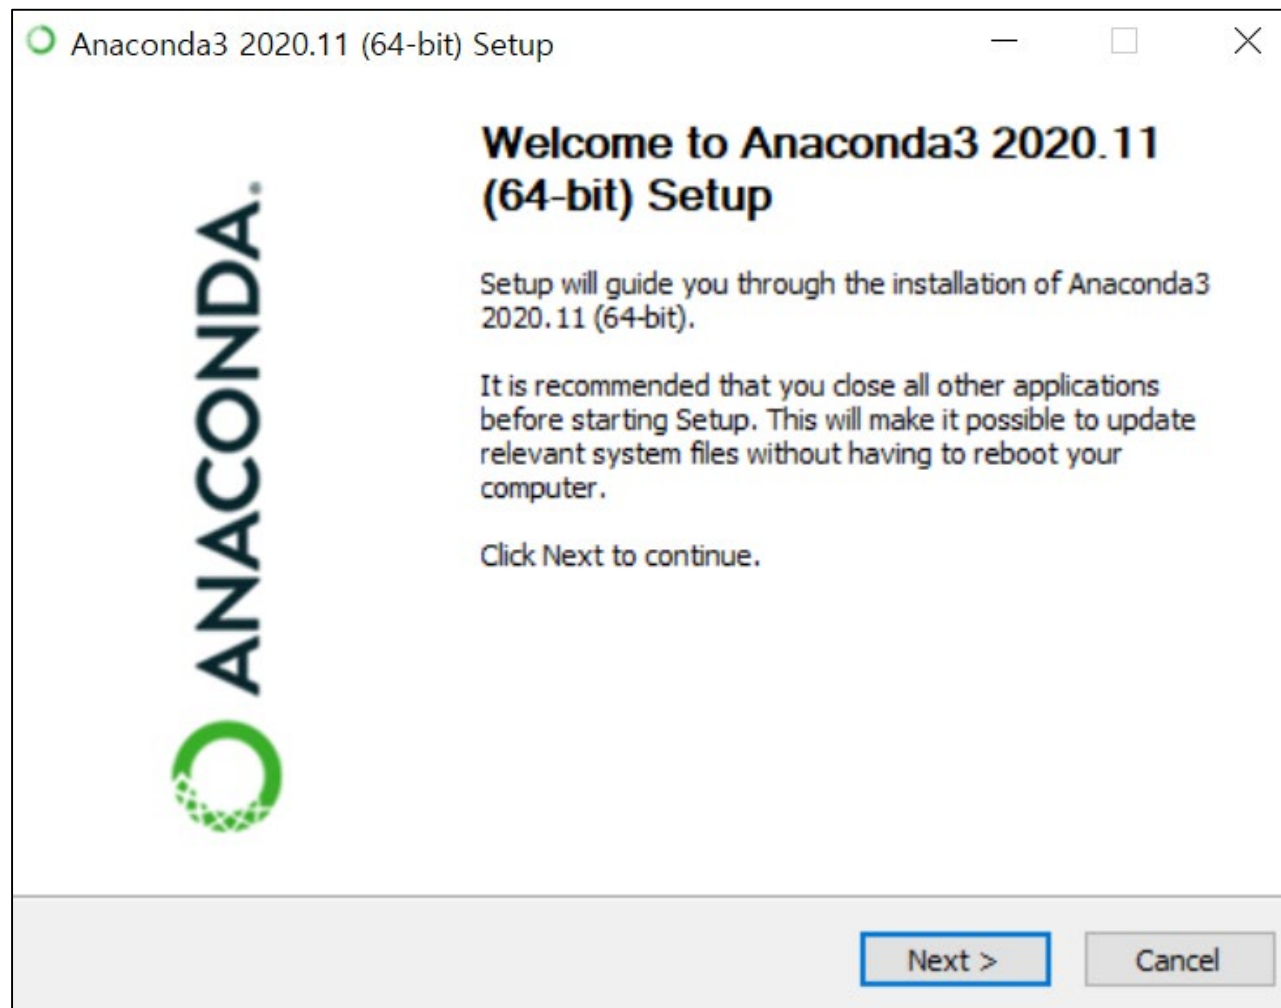 Anaconda3 2020.11 (64-bit) Setup
Welcome to Anaconda3 2020.11
(64-bit) Setup
ANACONDA.
Setup will guide you through the installation of Anaconda3
2020.11 (64-bit).
It is recommended that you close all other applications
before starting Setup. This will make it possible to update
relevant system files without having to reboot your
computer.
Click Next to continue.
Next >
Cancel